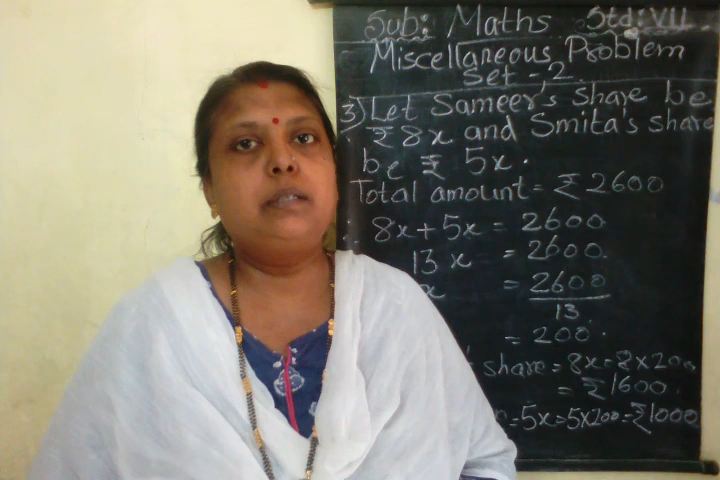 Sub: Maths Std: VII
Miscellaneous Problem
Set - 2
3) Let Sameer's share be
₹ 8x and Smita's share
be ₹ 5x.
Total amount = ₹ 2600
∴ 8x + 5x = 2600
13x = 2600.
x = 2600
13
= 200.
share = 8x = 8 × 200
= ₹ 1600.
= 5x = 5×200 = ₹1000